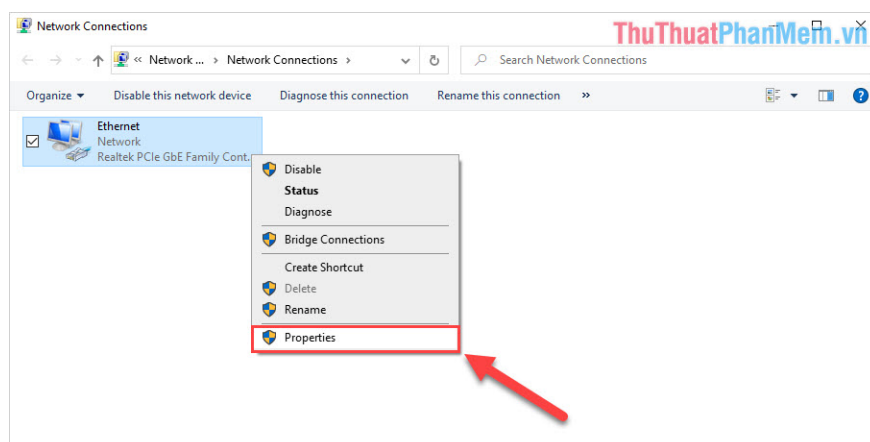 Network Connections
ThuThuatPhanMem.vn
« Network ... > Network Connections >
Search Network Connections
Organize
Disable this network device
Diagnose this connection
Rename this connection
»
?
Ethernet
Network
Realtek PCIe GbE Family Cont...
Disable
Status
Diagnose
Bridge Connections
Create Shortcut
Delete
Rename
Properties